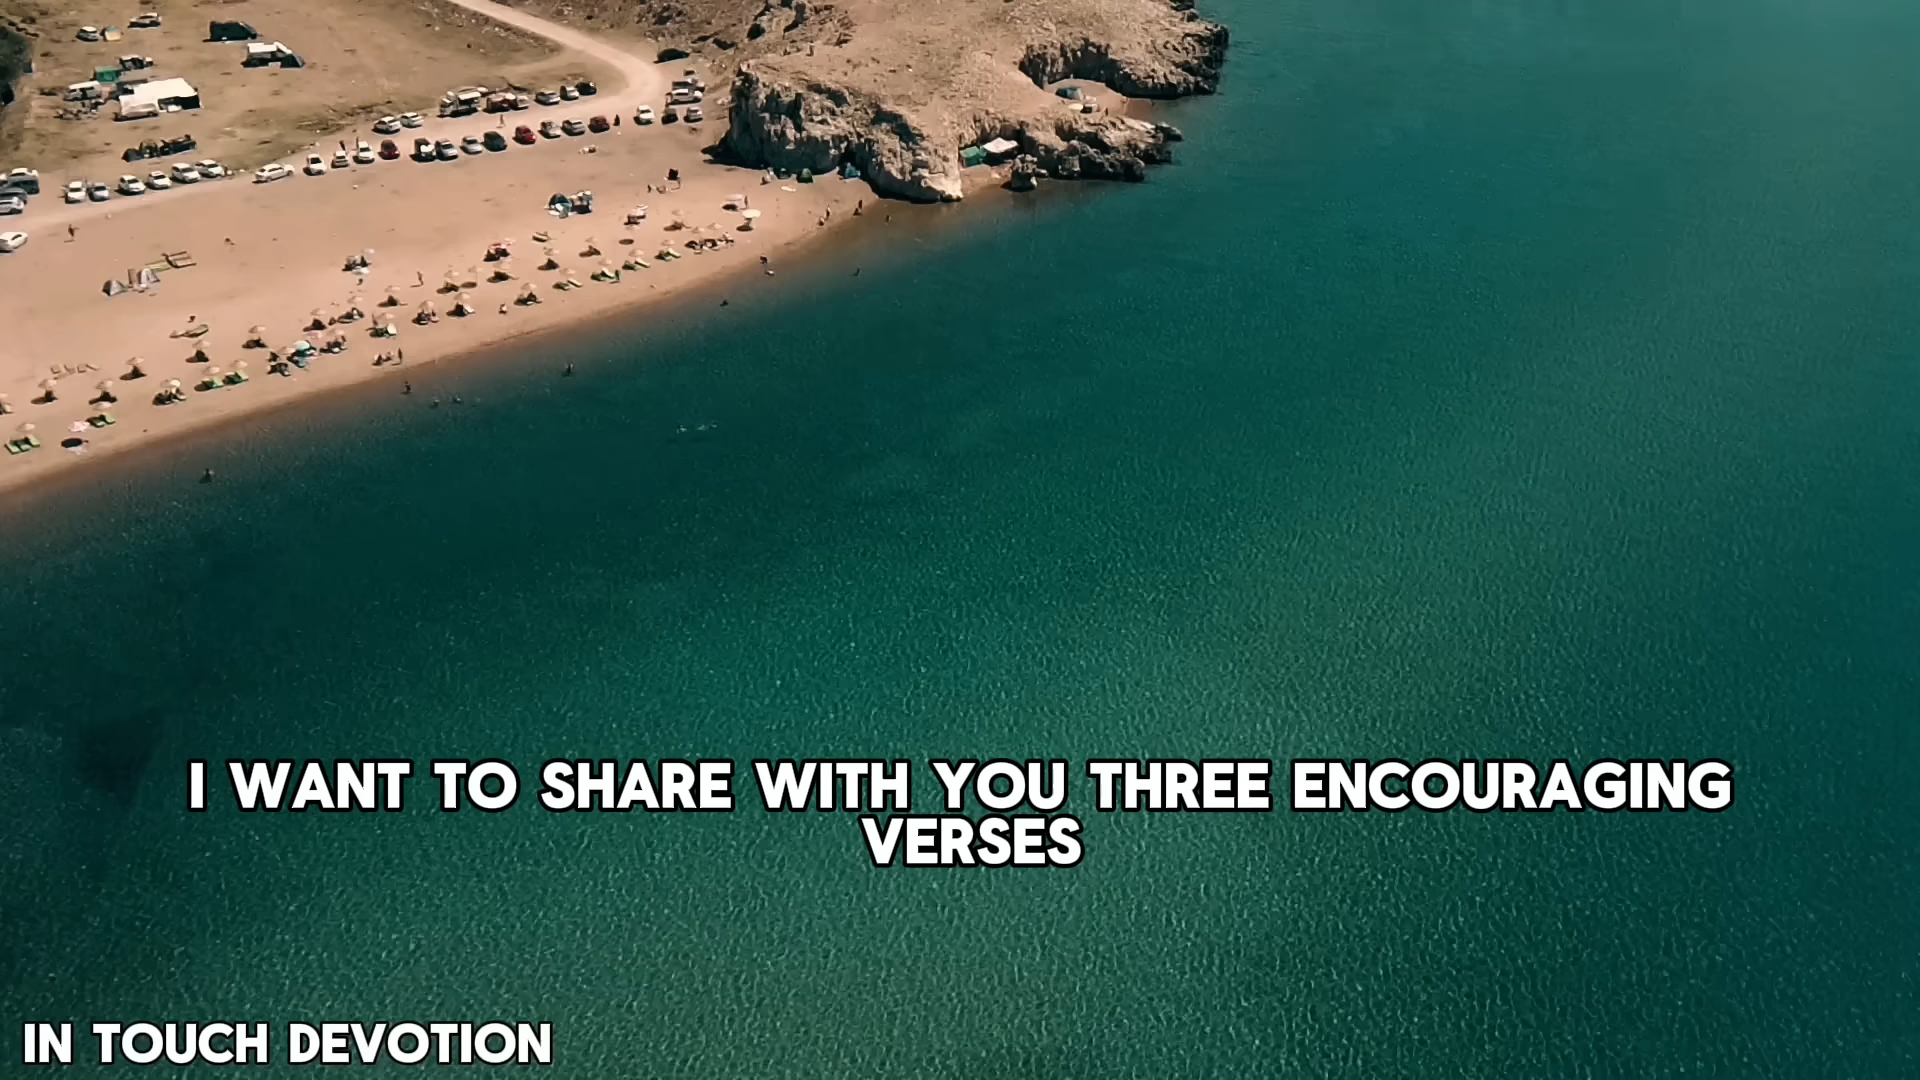 I WANT TO SHARE WITH YOU THREE ENCOURAGING
VERSES
IN TOUCH DEVOTION